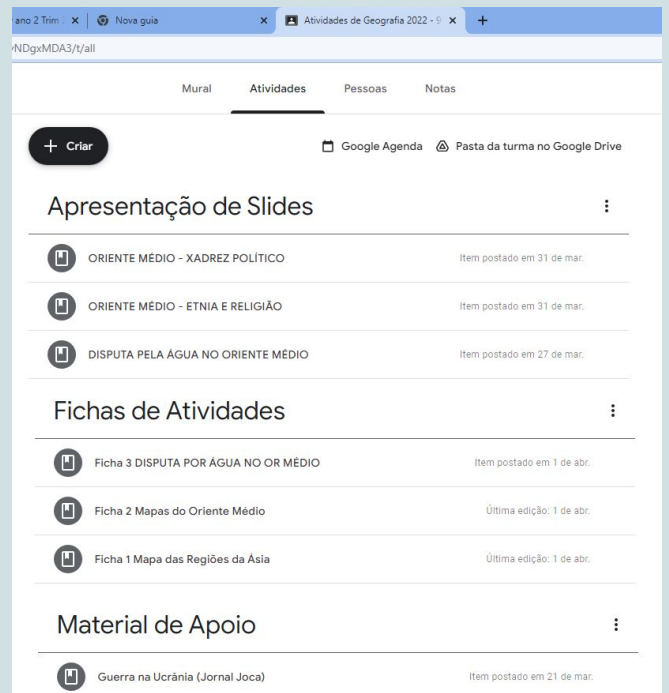 ano 2 Trim
Nova guia
Atividades de Geografia 2022 - 9
NDgxMDA3/t/all
Mural Atividades Pessoas Notas
+ Criar Google Agenda Pasta da turma no Google Drive
Apresentação de Slides
ORIENTE MÉDIO - XADREZ POLÍTICO Item postado em 31 de mar.
ORIENTE MÉDIO - ETNIA E RELIGIÃO Item postado em 31 de mar.
DISPUTA PELA ÁGUA NO ORIENTE MÉDIO Item postado em 27 de mar.
Fichas de Atividades
Ficha 3 DISPUTA POR ÁGUA NO OR MÉDIO Item postado em 1 de abr.
Ficha 2 Mapas do Oriente Médio Última edição: 1 de abr.
Ficha 1 Mapa das Regiões da Ásia Última edição: 1 de abr.
Material de Apoio
Guerra na Ucrânia (Jornal Joca) Item postado em 21 de mar.